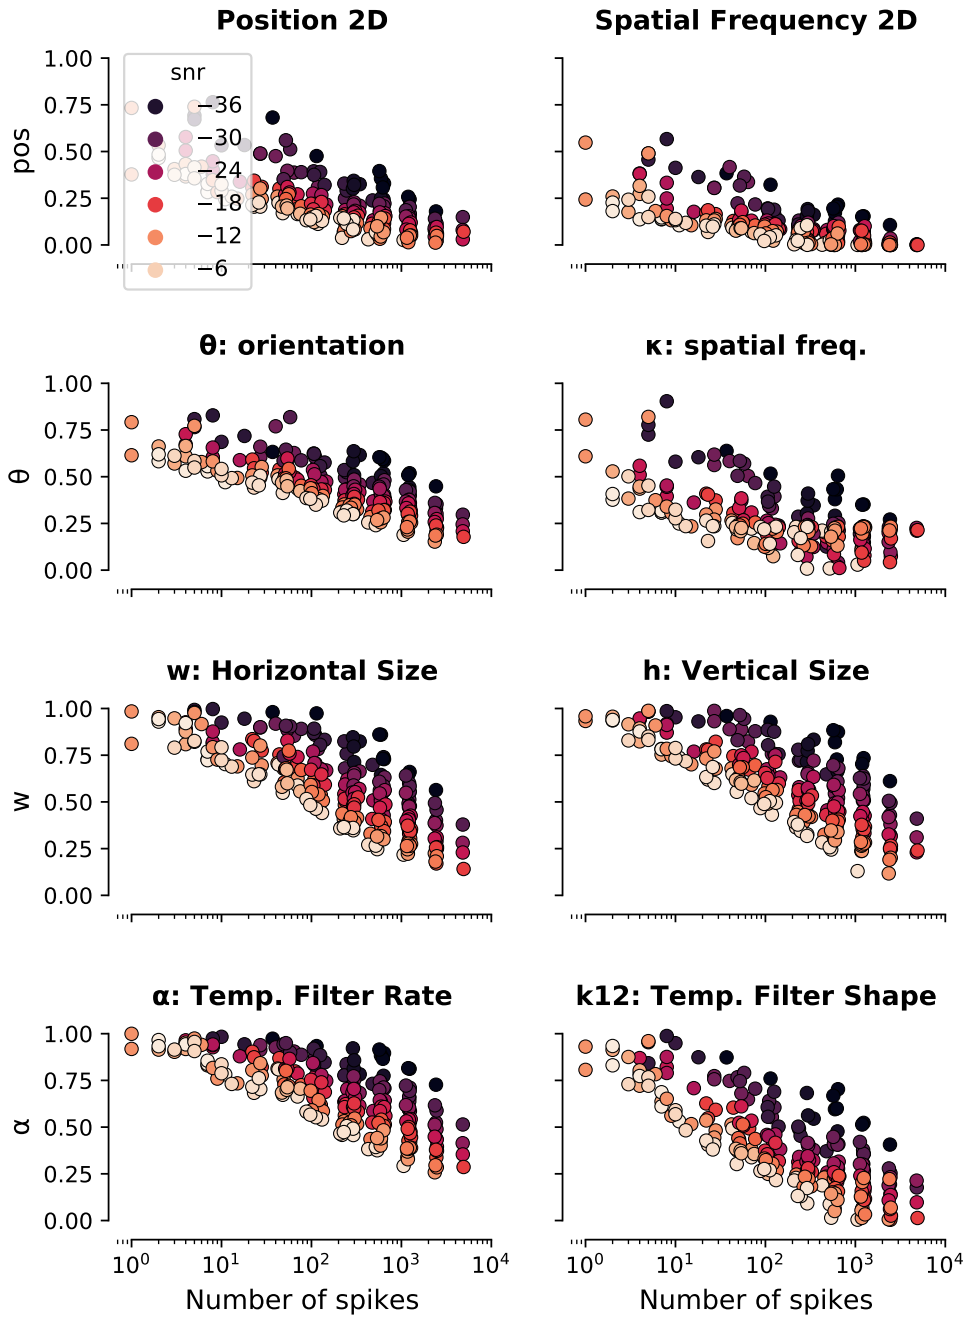 Position 2D
Spatial Frequency 2D
1.00
0.75
0.50
0.25
0.00
pos
snr
−36
−30
−24
−18
−12
−6
θ: orientation
κ: spatial freq.
1.00
0.75
0.50
0.25
0.00
θ
w: Horizontal Size
h: Vertical Size
1.00
0.75
0.50
0.25
0.00
w
α: Temp. Filter Rate
k12: Temp. Filter Shape
1.00
0.75
0.50
0.25
0.00
α
10⁰ 10¹ 10² 10³ 10⁴
10⁰ 10¹ 10² 10³ 10⁴
Number of spikes
Number of spikes